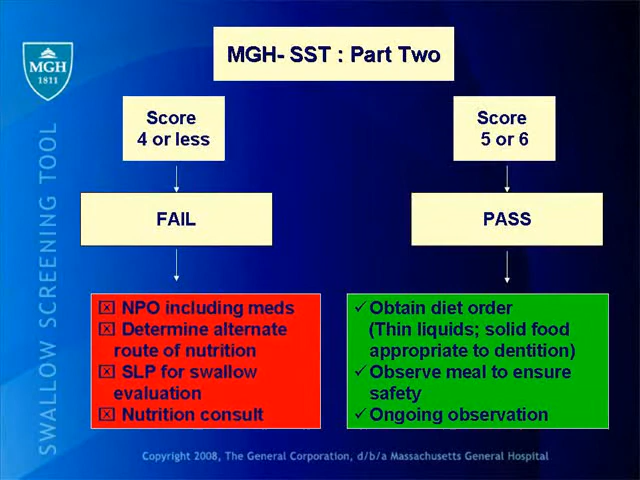 MGH- SST : Part Two
MGH
1811
SWALLOW SCREENING TOOL
Score
4 or less
FAIL
☒ NPO including meds
☒ Determine alternate
route of nutrition
☒ SLP for swallow
evaluation
☒ Nutrition consult
Score
5 or 6
PASS
✓ Obtain diet order
(Thin liquids; solid food
appropriate to dentition)
✓ Observe meal to ensure
safety
✓ Ongoing observation
Copyright 2008, The General Corporation, d/b/a Massachusetts General Hospital